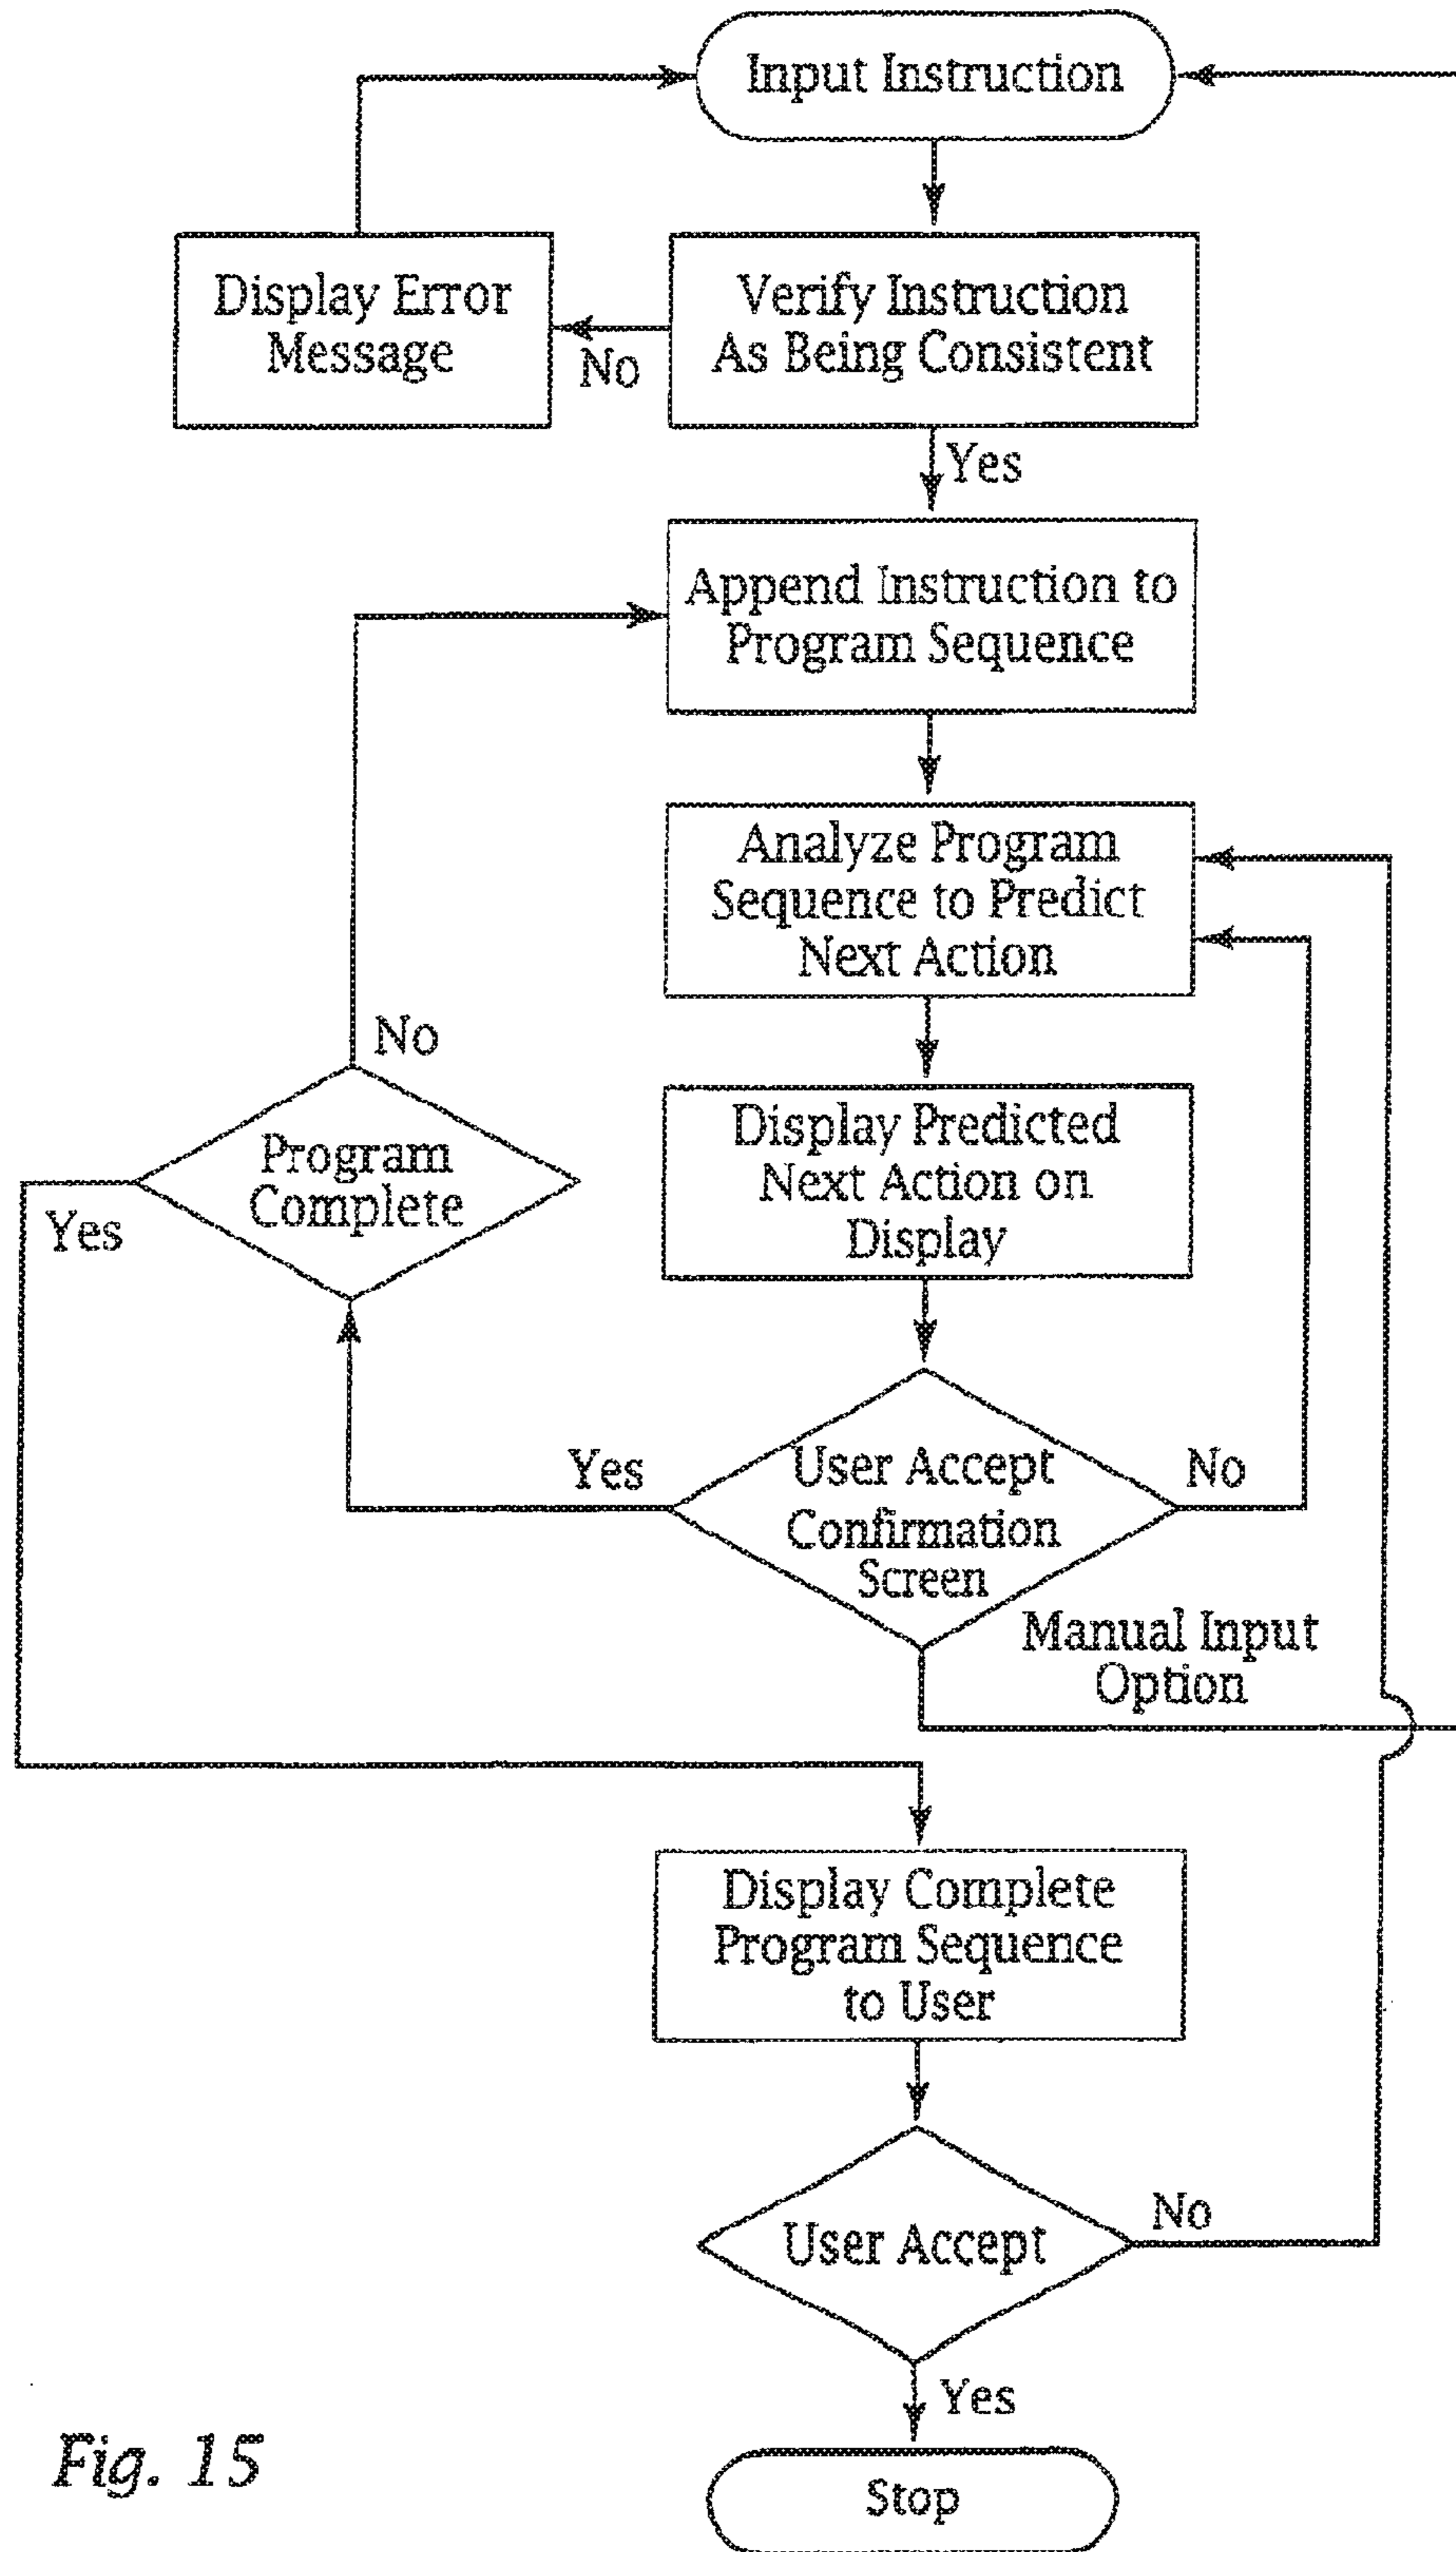 Input Instruction
Display Error
Message
No
Verify Instruction
As Being Consistent
Yes
Append Instruction to
Program Sequence
Analyze Program
Sequence to Predict
Next Action
No
Program
Complete
Yes
Display Predicted
Next Action on
Display
Yes
User Accept
Confirmation
Screen
No
Manual Input
Option
Display Complete
Program Sequence
to User
User Accept
No
Yes
Stop
Fig. 15